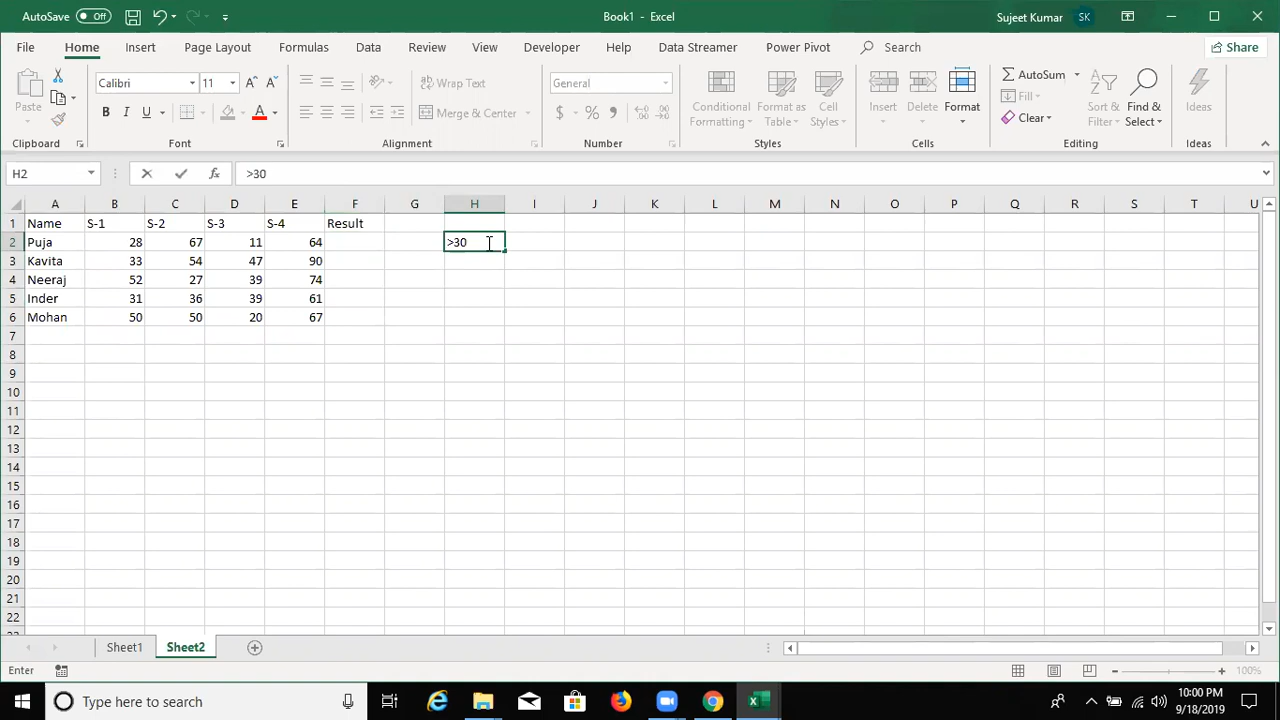 AutoSave Off Book1 - Excel Sujeet Kumar SK
File Home Insert Page Layout Formulas Data Review View Developer Help Data Streamer Power Pivot Search Share
Paste Calibri 11 A A Wrap Text General Conditional Formatting Format as Table Cell Styles Insert Delete Format AutoSum Sort & Filter Find & Select Ideas
B I U A Merge & Center $ % Fill
Clear
Clipboard Font Alignment Number Styles Cells Editing Ideas
H2 fx >30
A B C D E F G H I J K L M N O P Q R S T U
1 Name S-1 S-2 S-3 S-4 Result
2 Puja 28 67 11 64 >30
3 Kavita 33 54 47 90
4 Neeraj 52 27 39 74
5 Inder 31 36 39 61
6 Mohan 50 50 20 67
7
8
9
10
11
12
13
14
15
16
17
18
19
20
21
22
Sheet1 Sheet2
Enter 100%
Type here to search 10:00 PM
9/18/2019